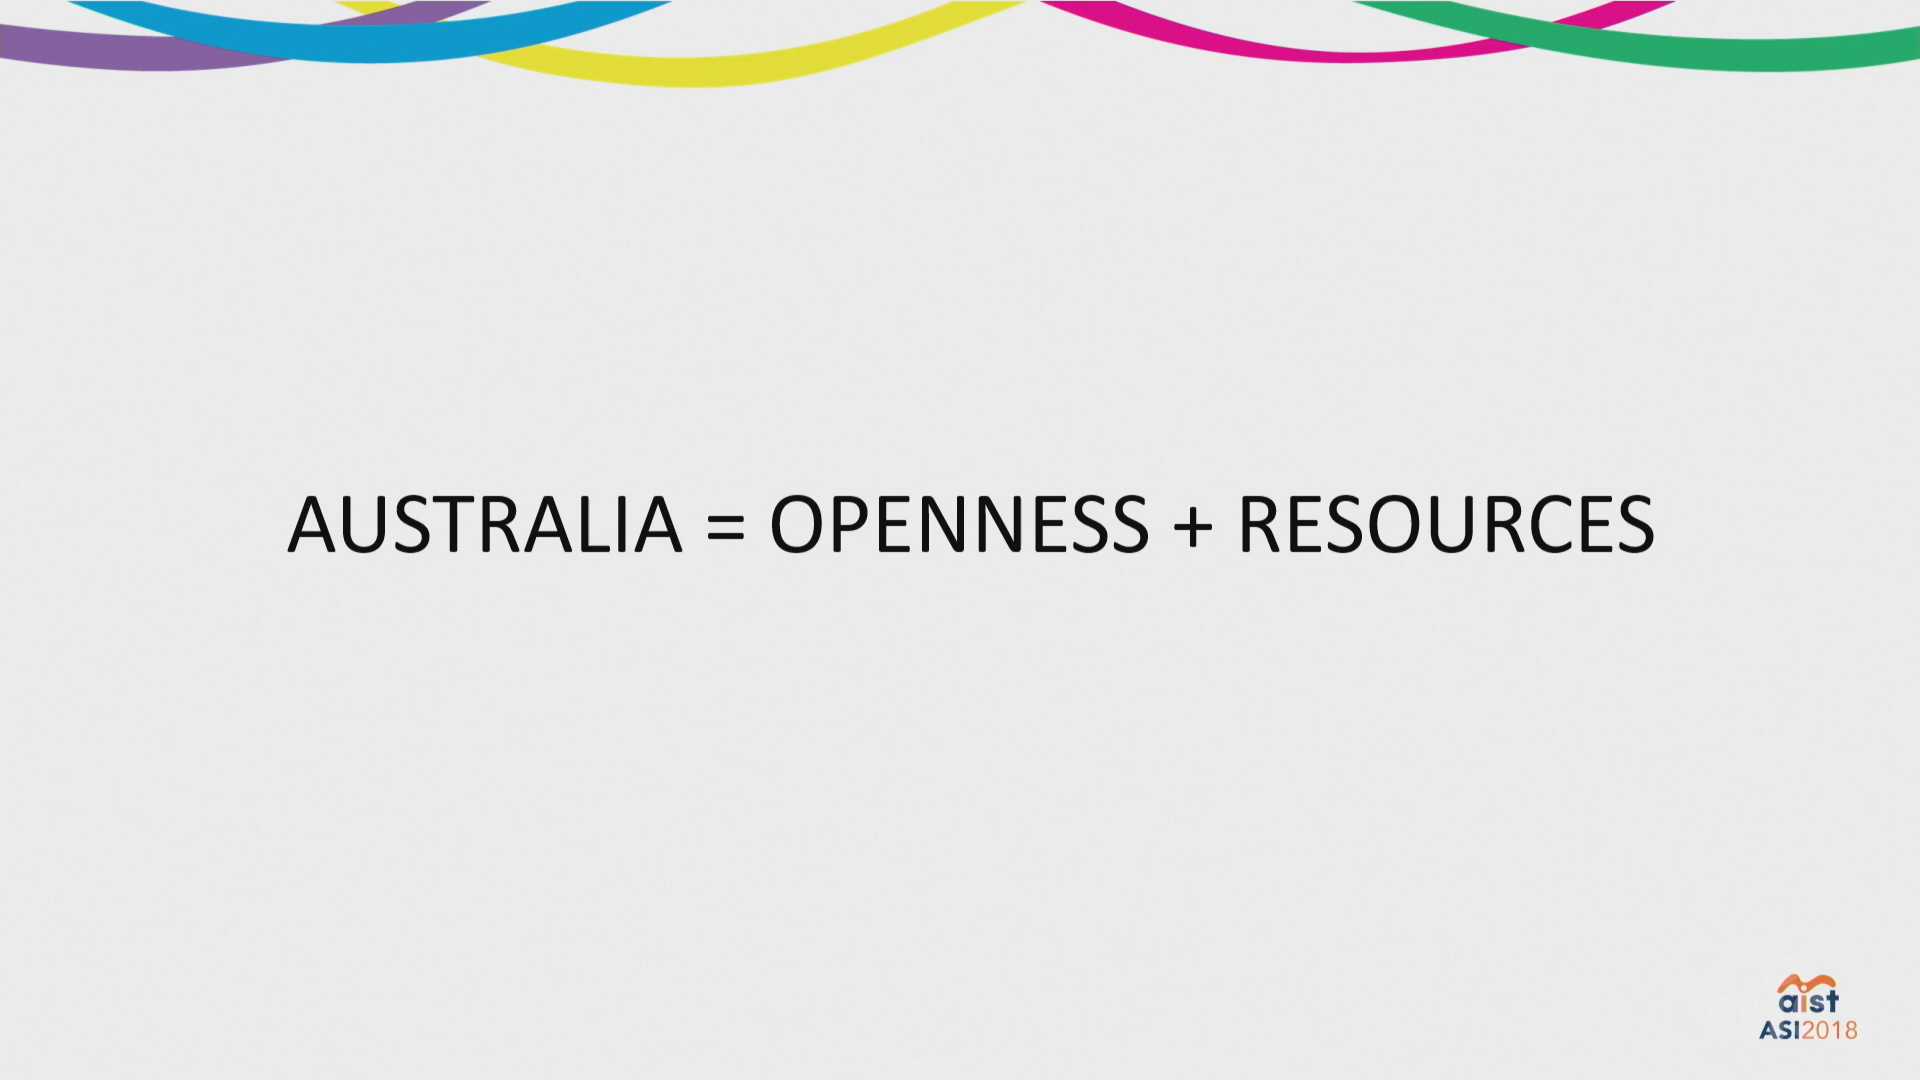 AUSTRALIA = OPENNESS + RESOURCES
aist
ASI2018